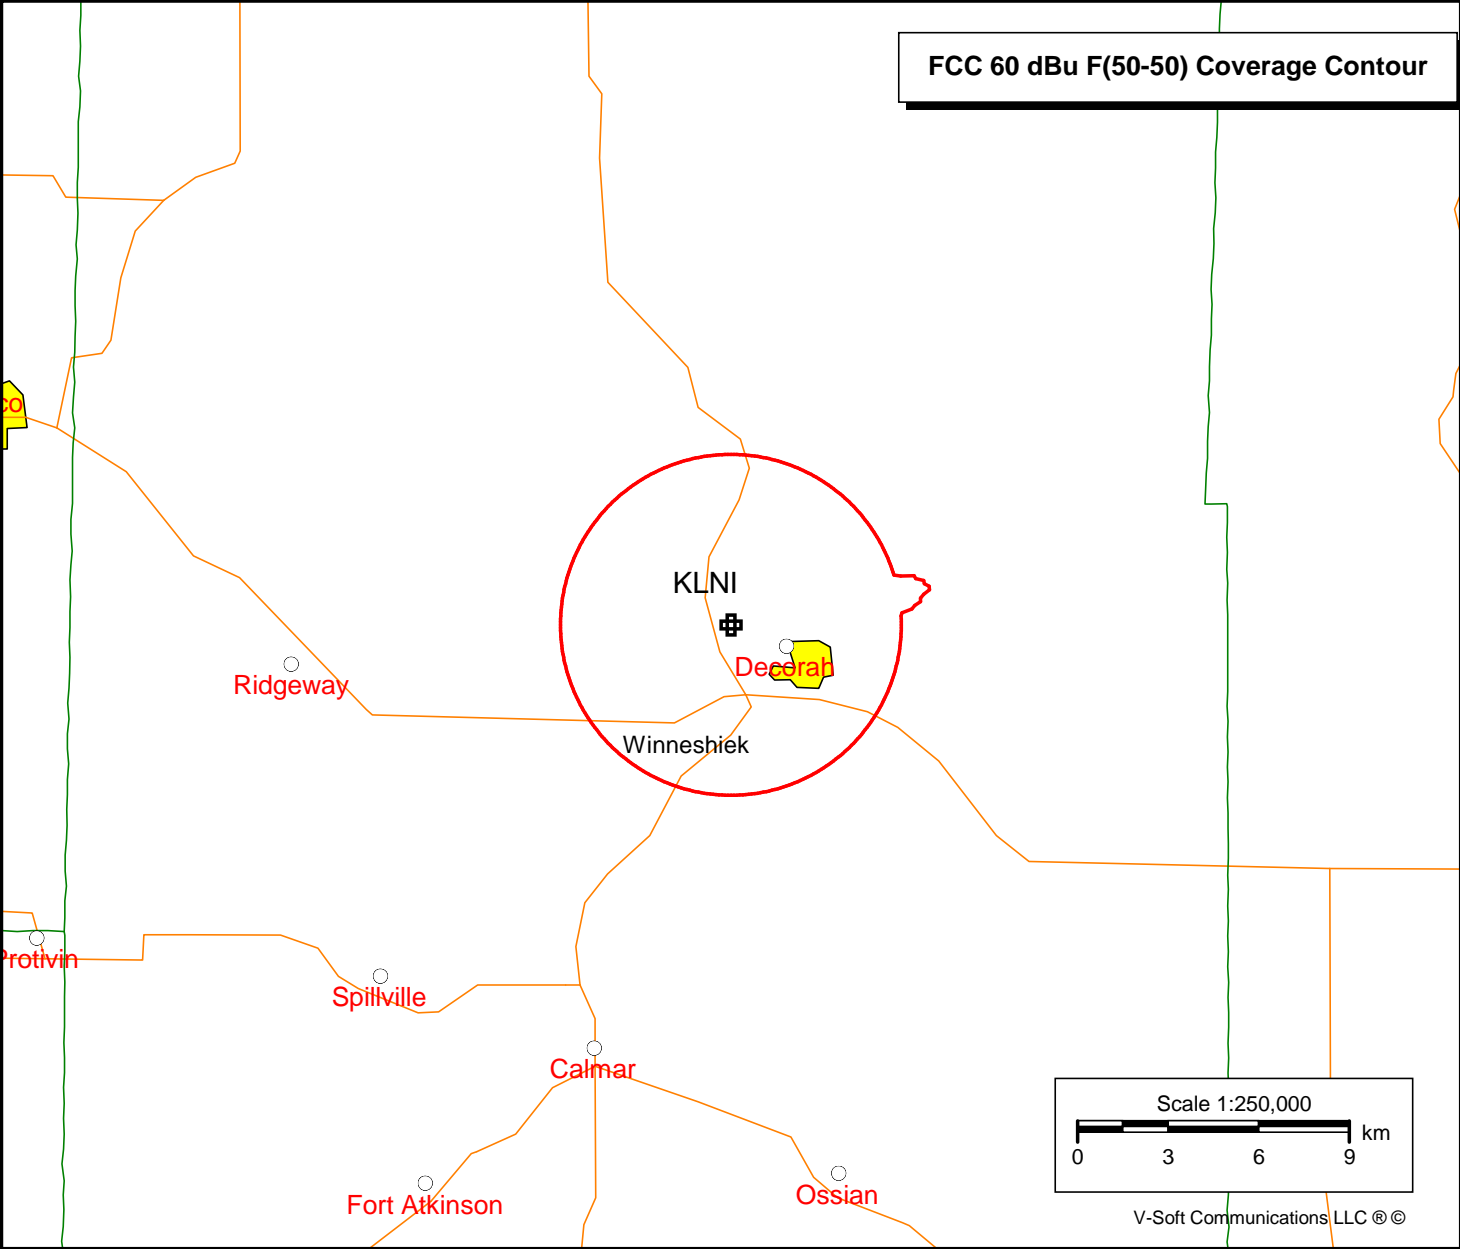 FCC 60 dBu F(50-50) Coverage Contour
co
KLNI
Decorah
Ridgeway
Winneshiek
Protivin
Spillville
Calmar
Fort Atkinson
Ossian
Scale 1:250,000
km
0 3 6 9
V-Soft Communications LLC ® ©